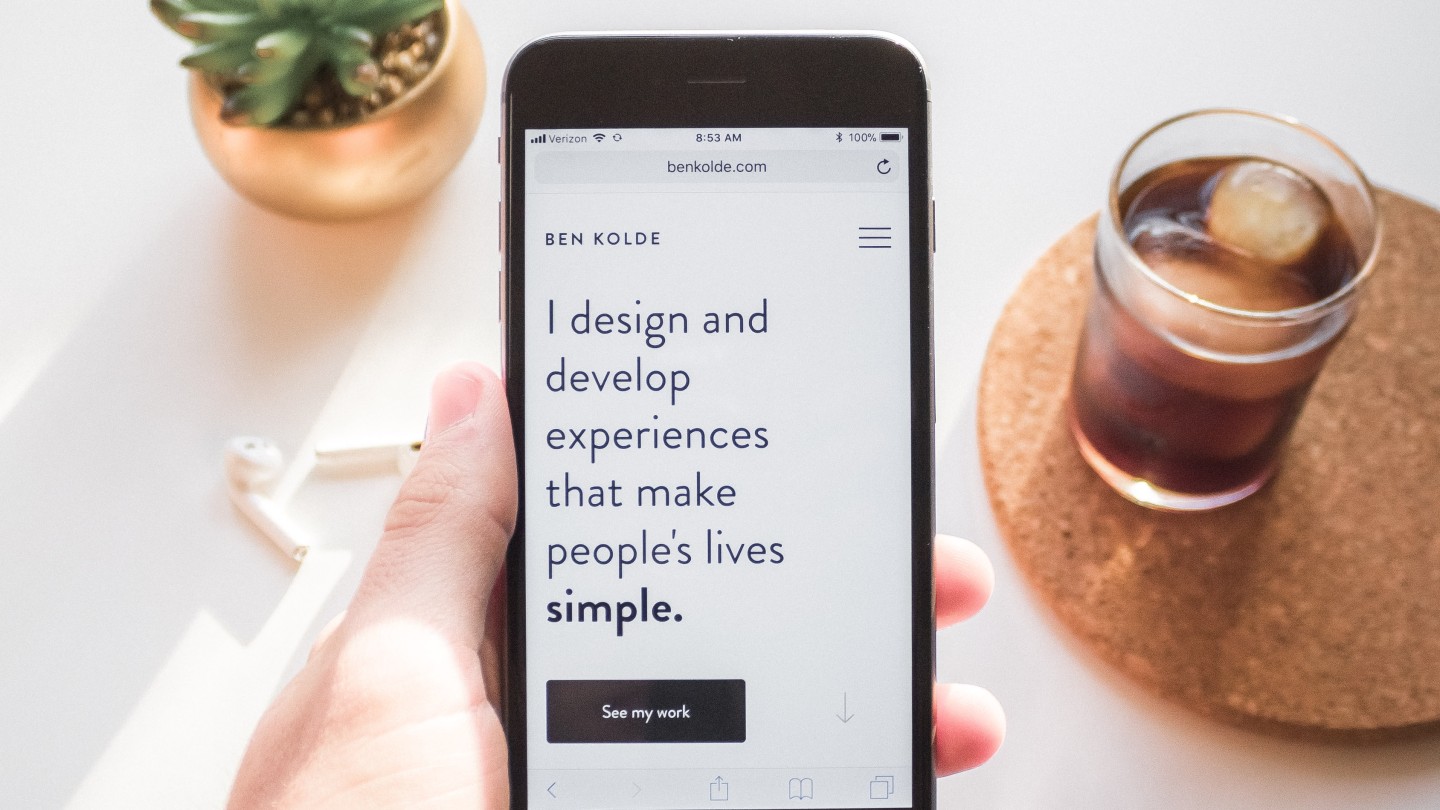 Verizon 8:53 AM 100%
benkolde.com
BEN KOLDE
I design and
develop
experiences
that make
people's lives
simple.
See my work